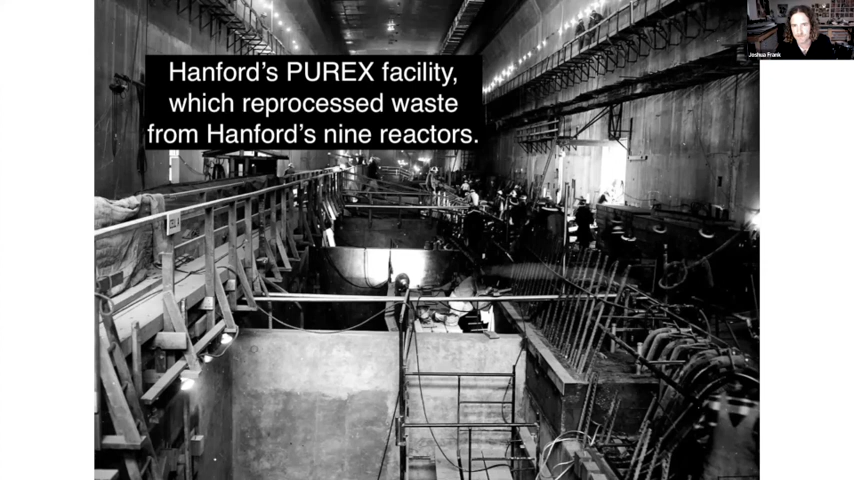 Hanford's PUREX facility,
which reprocessed waste
from Hanford's nine reactors.
Joshua Frank